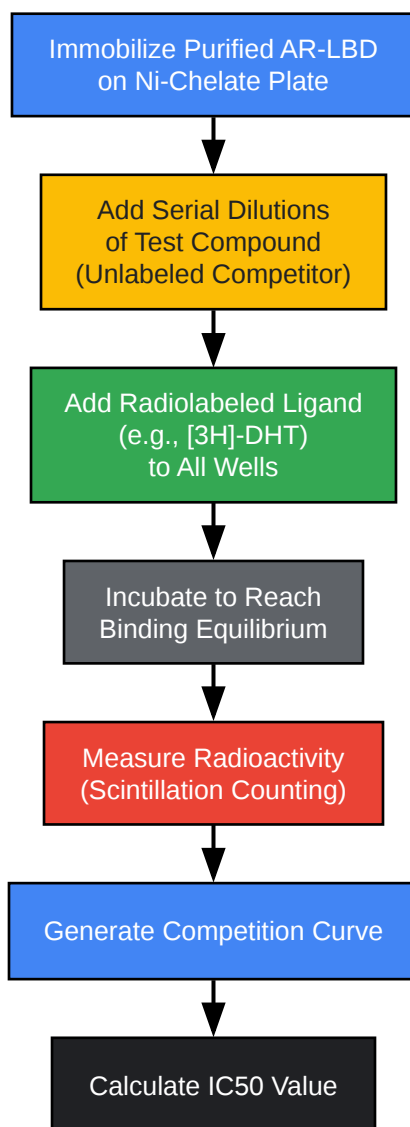 Immobilize Purified AR-LBD
on Ni-Chelate Plate
Add Serial Dilutions
of Test Compound
(Unlabeled Competitor)
Add Radiolabeled Ligand
(e.g., [3H]-DHT)
to All Wells
Incubate to Reach
Binding Equilibrium
Measure Radioactivity
(Scintillation Counting)
Generate Competition Curve
Calculate IC50 Value